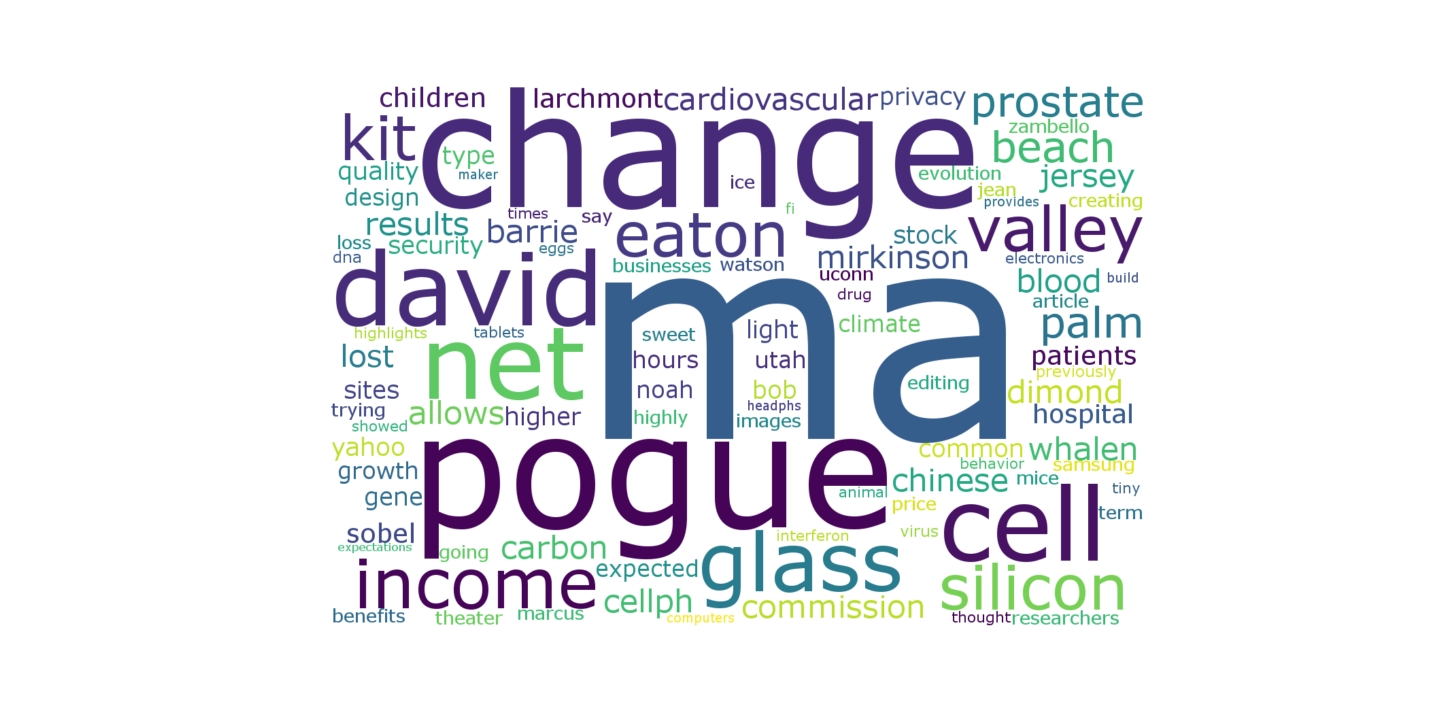 children larchmont cardiovascular privacy prostate
kit change zambello beach
quality type maker ice evolution jean jersey
design fi provides creating
results times say barrie eaton stock valley
loss security eggs mirkinson
dna businesses watson uconn electronics
david ma drug blood build
article
highlights tablets sweet light climate palm
lost net hours utah patients
sites noah bob editing previously dimond
trying allows higher headphs hospital
showed highly images
yahoo pogue common whalen
growth behavior samsung
gene animal chinese mice tiny
price cell term
sobel virus
expectations going carbon interferon
income expected glass silicon
cellph commission
benefits theater marcus computers thought researchers